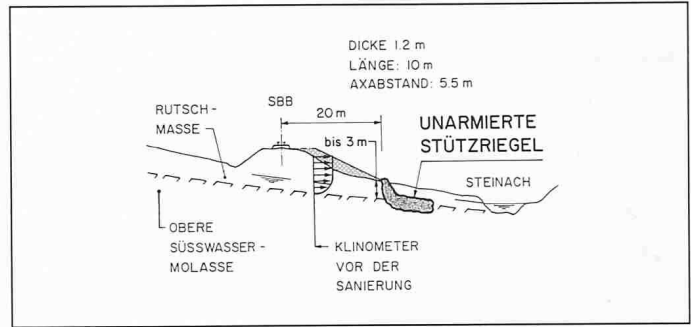 DICKE 1.2 m
LÄNGE: 10 m
AXABSTAND: 5.5 m
SBB
20 m
RUTSCH-
MASSE
bis 3 m
UNARMIERTE
STÜTZRIEGEL
STEINACH
OBERE
SÜSSWASSER-
MOLASSE
KLINOMETER
VOR DER
SANIERUNG